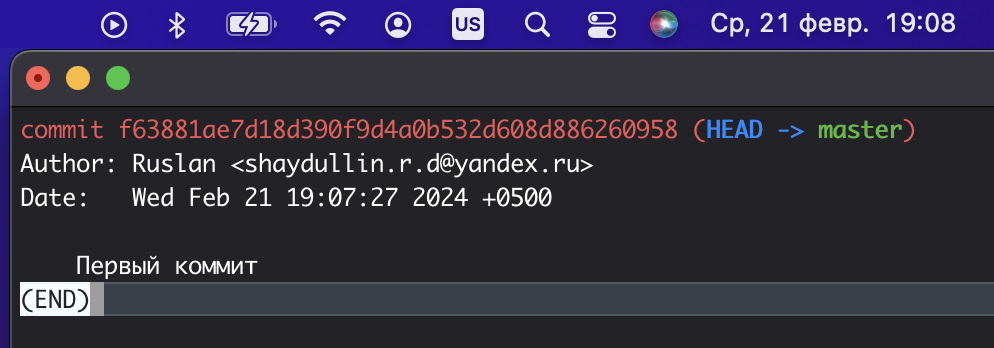 US Ср, 21 февр. 19:08
commit f63881ae7d18d390f9d4a0b532d608d886260958 (HEAD -> master)
Author: Ruslan <shaydullin.r.d@yandex.ru>
Date:   Wed Feb 21 19:07:27 2024 +0500
Первый коммит
(END)